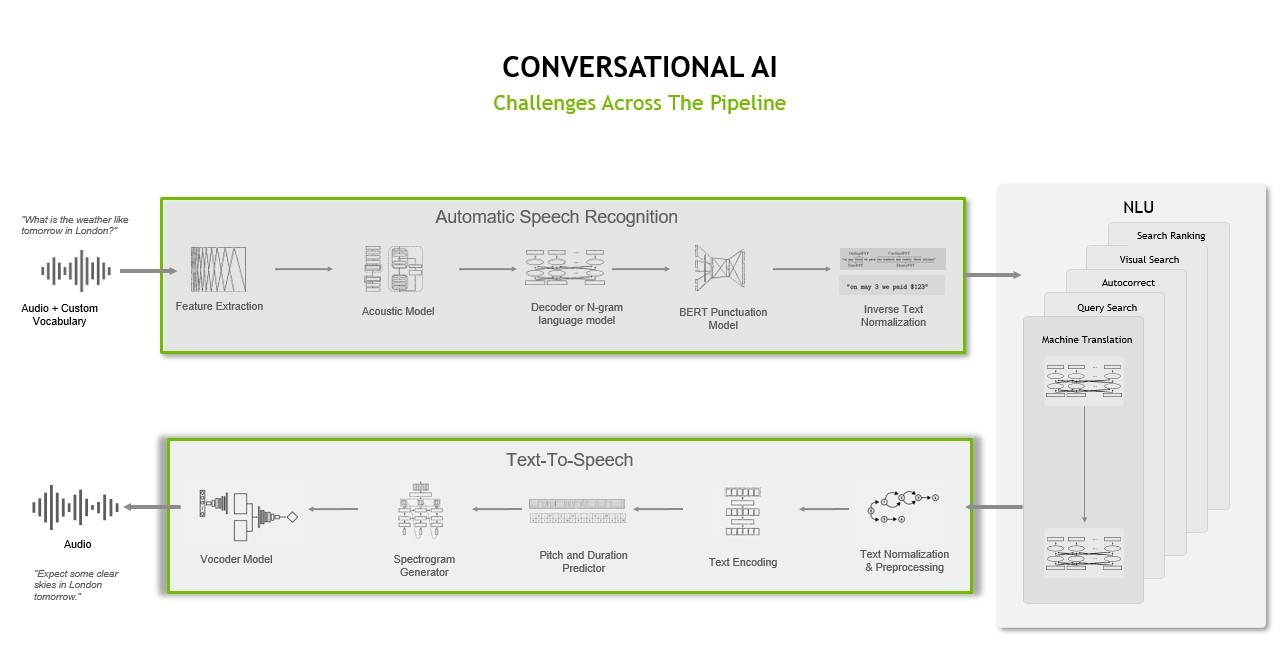 CONVERSATIONAL AI
Challenges Across The Pipeline
"What is the weather like
tomorrow in London?"
Audio + Custom
Vocabulary
Automatic Speech Recognition
Feature Extraction
Acoustic Model
Decoder or N-gram
language model
BERT Punctuation
Model
"on may 3 we paid $123"
Inverse Text
Normalization
NLU
Search Ranking
Visual Search
Autocorrect
Query Search
Machine Translation
Text-To-Speech
Vocoder Model
Spectrogram
Generator
Pitch and Duration
Predictor
Text Encoding
Text Normalization
& Preprocessing
Audio
"Expect some clear
skies in London
tomorrow."